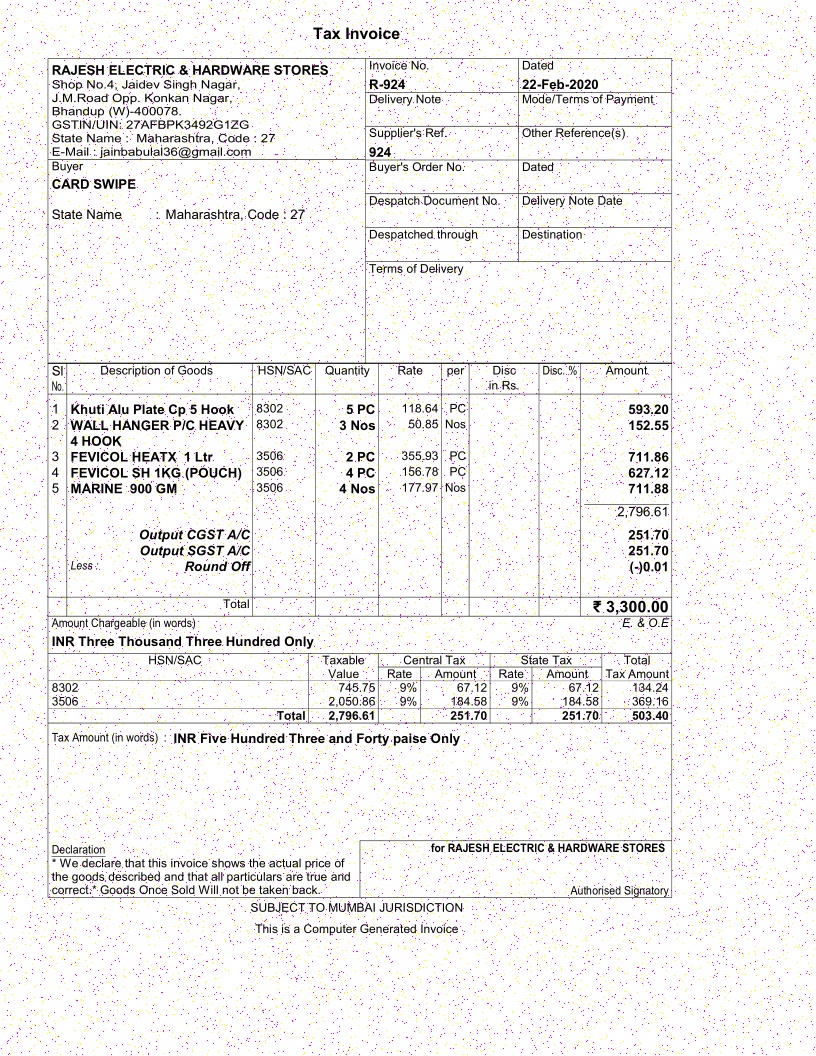 Tax Invoice
RAJESH ELECTRIC & HARDWARE STORES
Shop No.4, Jaidev Singh Nagar,
J.M.Road Opp. Konkan Nagar,
Bhandup (W)-400078.
GSTIN/UIN: 27AFBPK3492G1ZG
State Name : Maharashtra, Code : 27
E-Mail : jainbabulal36@gmail.com
Invoice No. Dated
R-924 22-Feb-2020
Delivery Note Mode/Terms of Payment
Supplier's Ref. Other Reference(s)
924
Buyer
CARD SWIPE
State Name : Maharashtra, Code : 27
Buyer's Order No. Dated
Despatch Document No. Delivery Note Date
Despatched through Destination
Terms of Delivery
Sl Description of Goods HSN/SAC Quantity Rate per Disc Disc. % Amount
No. in Rs.
1 Khuti Alu Plate Cp 5 Hook 8302 5 PC 118.64 PC 593.20
2 WALL HANGER P/C HEAVY 8302 3 Nos 50.85 Nos 152.55
4 HOOK
3 FEVICOL HEATX 1 Ltr 3506 2 PC 355.93 PC 711.86
4 FEVICOL SH 1KG (POUCH) 3506 4 PC 156.78 PC 627.12
5 MARINE 900 GM 3506 4 Nos 177.97 Nos 711.88
2,796.61
Output CGST A/C 251.70
Output SGST A/C 251.70
Less : Round Off (-)0.01
Total ₹ 3,300.00
Amount Chargeable (in words) E. & O.E
INR Three Thousand Three Hundred Only
HSN/SAC Taxable Central Tax State Tax Total
Value Rate Amount Rate Amount Tax Amount
8302 745.75 9% 67.12 9% 67.12 134.24
3506 2,050.86 9% 184.58 9% 184.58 369.16
Total 2,796.61 251.70 251.70 503.40
Tax Amount (in words) : INR Five Hundred Three and Forty paise Only
Declaration
* We declare that this invoice shows the actual price of
the goods described and that all particulars are true and
correct.* Goods Once Sold Will not be taken back.
for RAJESH ELECTRIC & HARDWARE STORES
Authorised Signatory
SUBJECT TO MUMBAI JURISDICTION
This is a Computer Generated Invoice